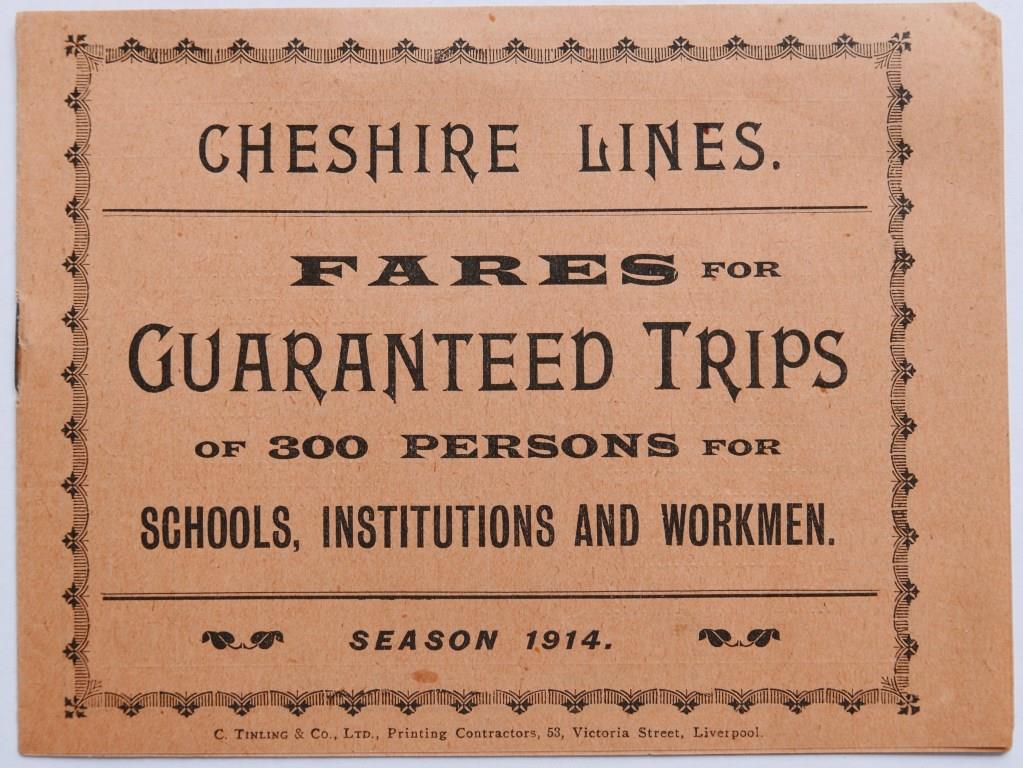 CHESHIRE LINES.
FARES FOR
GUARANTEED TRIPS
OF 300 PERSONS FOR
SCHOOLS, INSTITUTIONS AND WORKMEN.
SEASON 1914.
C. TINLING & CO., LTD., Printing Contractors, 53, Victoria Street, Liverpool.